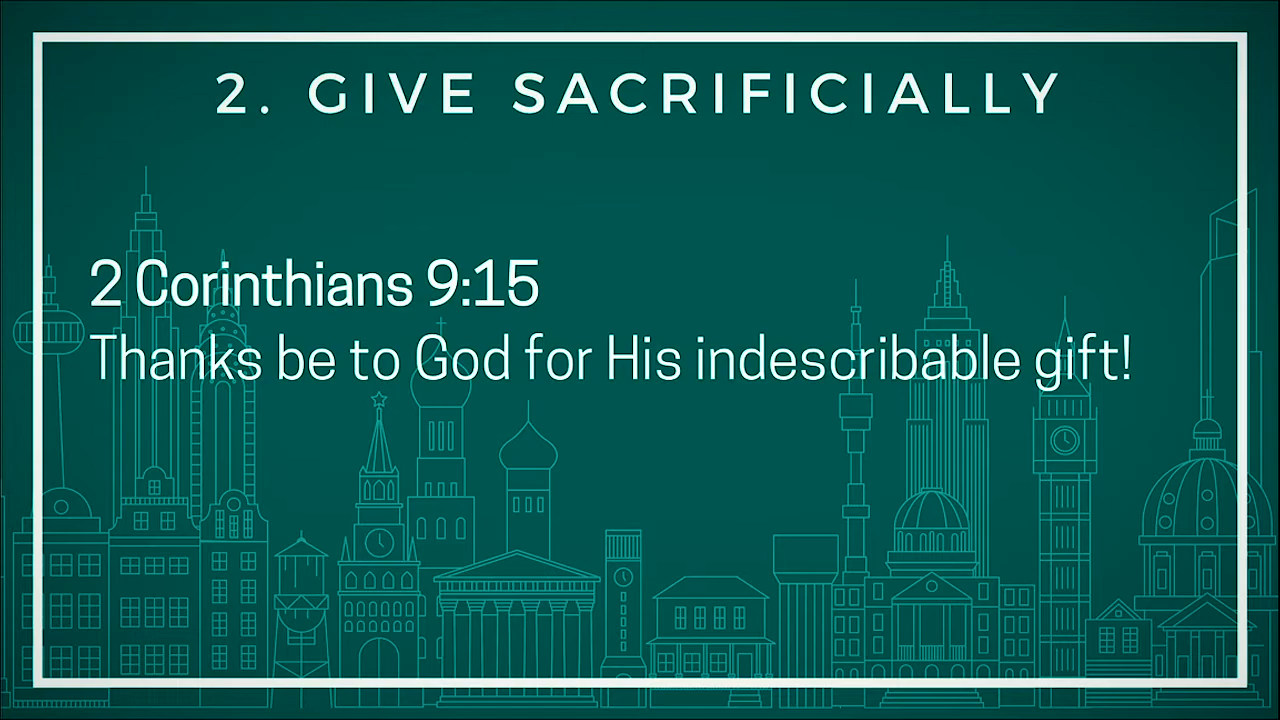 2. GIVE SACRIFICIALLY
2 Corinthians 9:15
Thanks be to God for His indescribable gift!